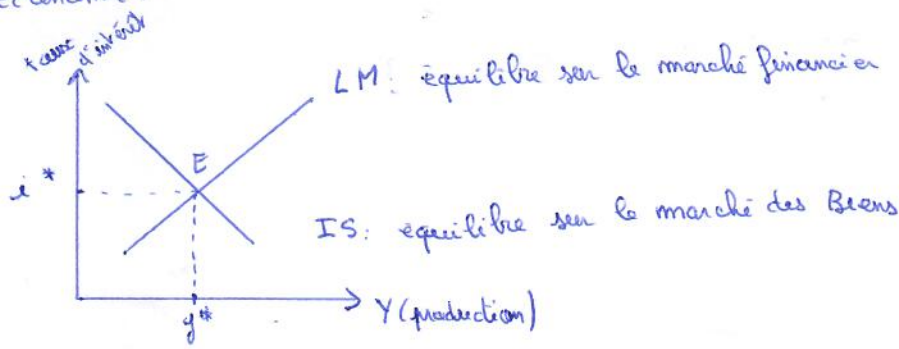 taux
d'intérêt
LM: équilibre sur le marché financier
E
i*
IS: équilibre sur le marché des Biens
Y (production)
y*